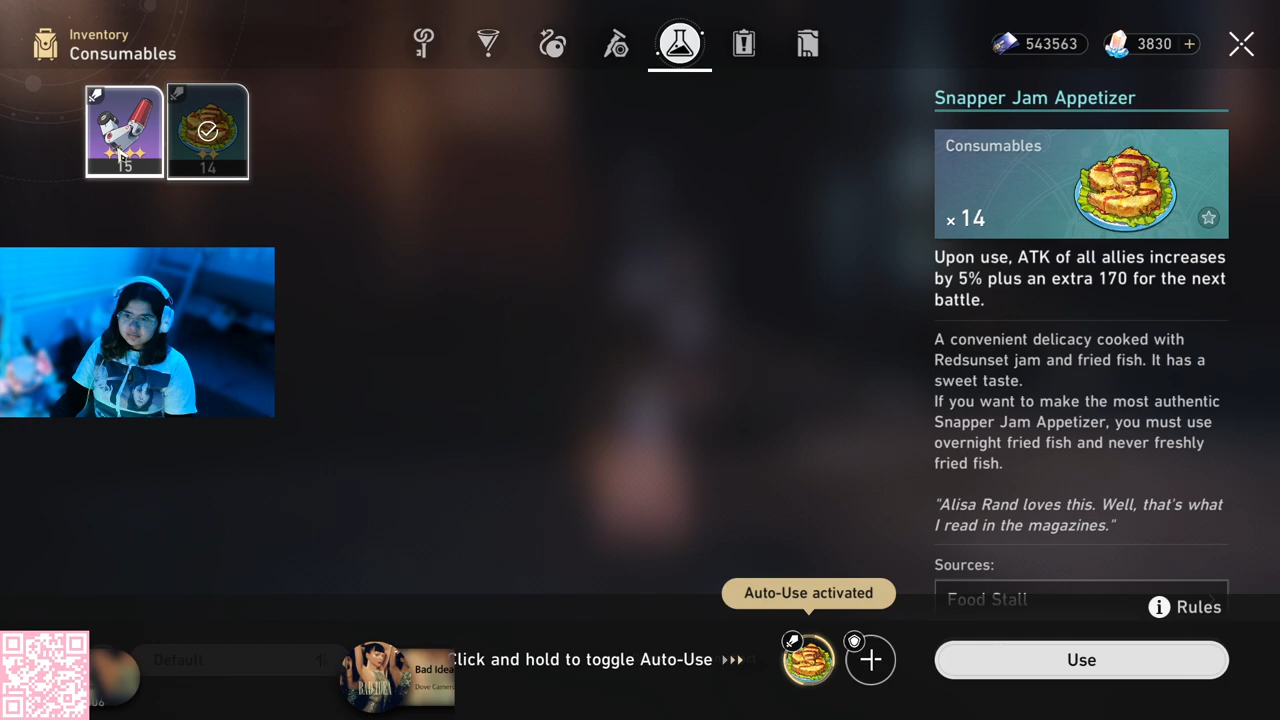 Inventory
Consumables
543563
3830
15
14
Snapper Jam Appetizer
Consumables
× 14
Upon use, ATK of all allies increases
by 5% plus an extra 170 for the next
battle.
A convenient delicacy cooked with
Redsunset jam and fried fish. It has a
sweet taste.
If you want to make the most authentic
Snapper Jam Appetizer, you must use
overnight fried fish and never freshly
fried fish.
"Alisa Rand loves this. Well, that's what
I read in the magazines."
Sources:
Food Stall
Rules
Auto-Use activated
Default
BAD IDEA
Bad Idea
Dove Camero
Click and hold to toggle Auto-Use
Use